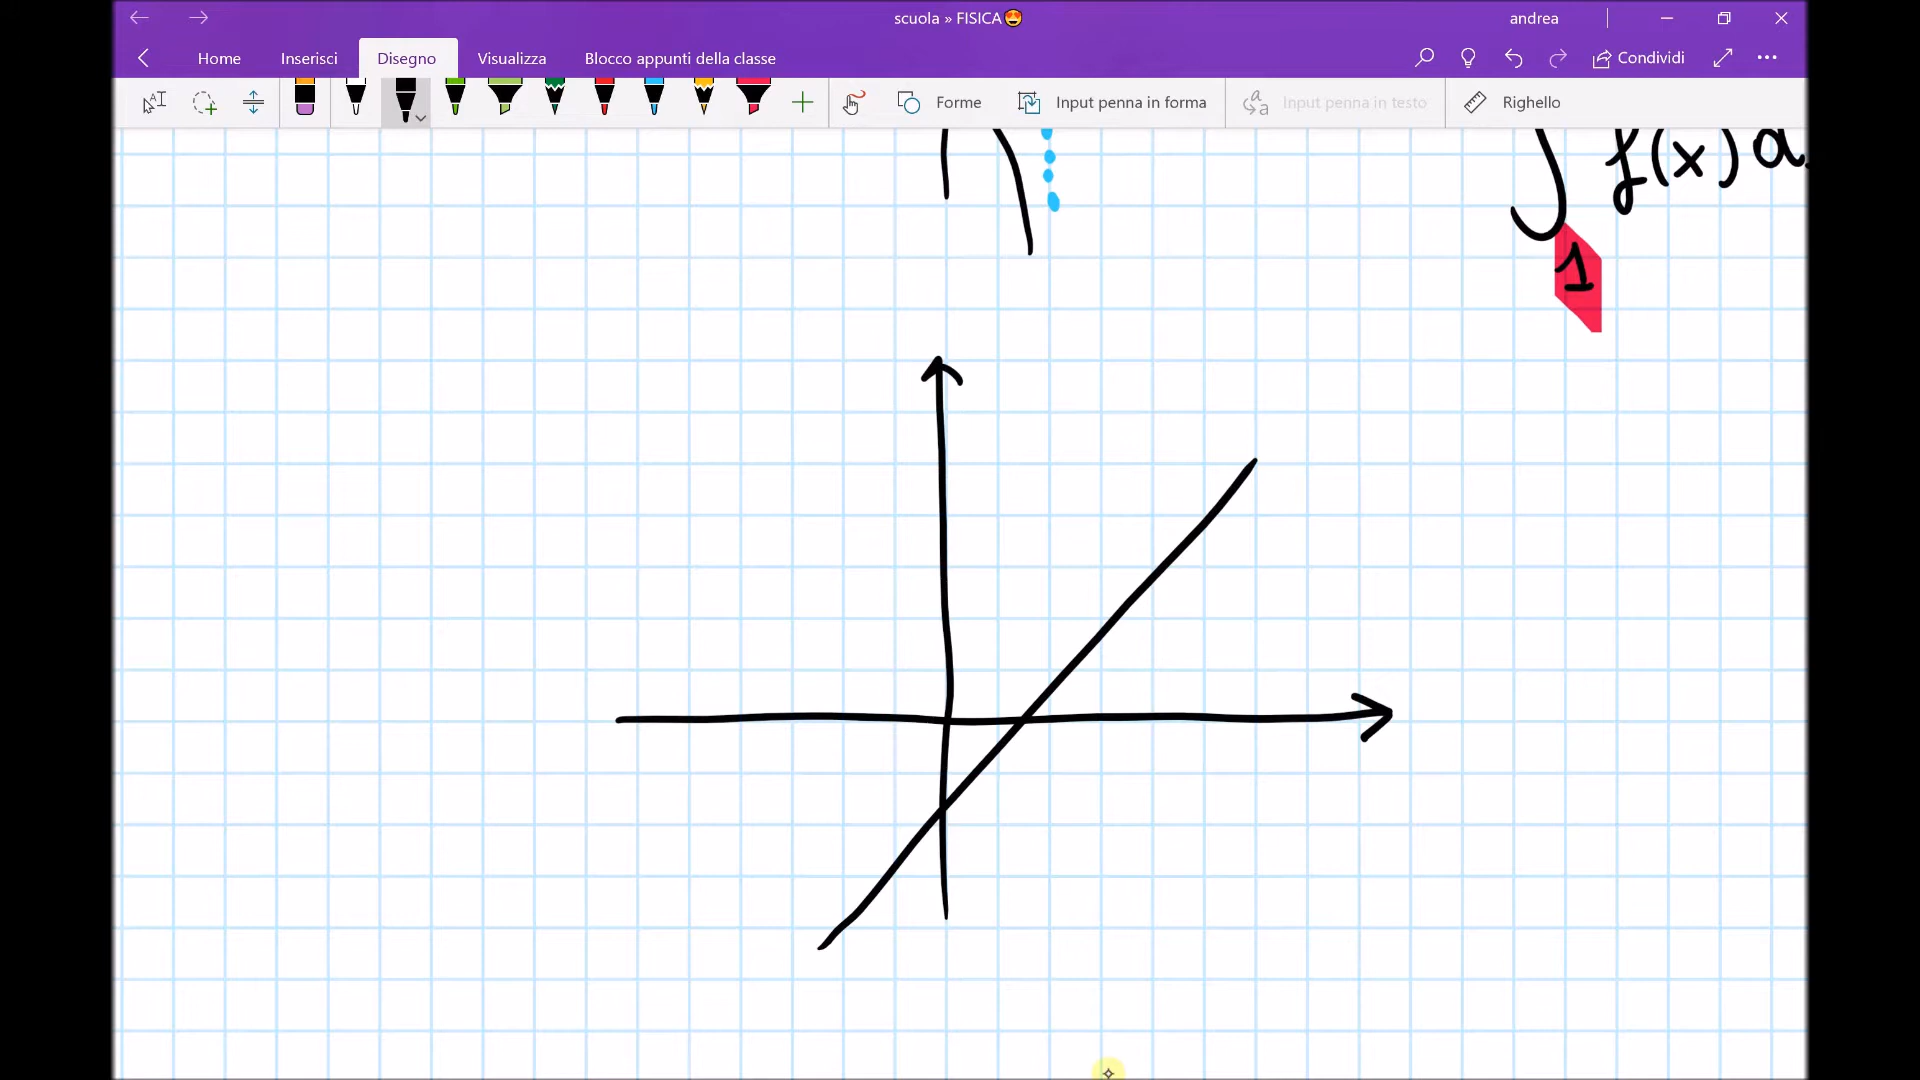 scuola » FISICA😍
andrea
Home Inserisci Disegno Visualizza Blocco appunti della classe
Condividi
Forme Input penna in forma Input penna in testo Righello
∫ f(x)
1